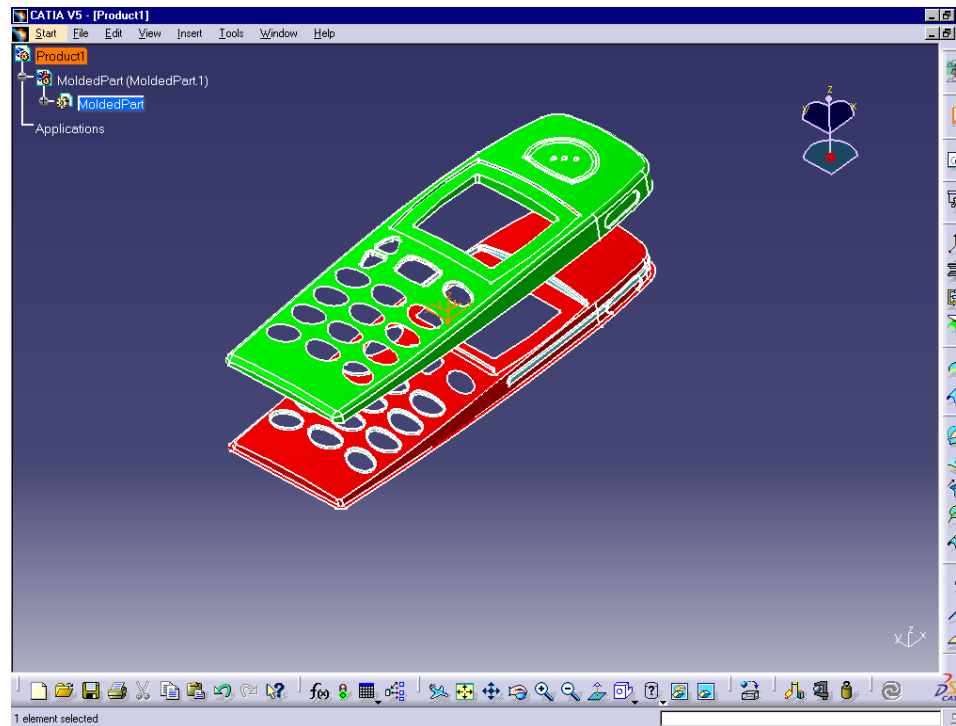 CATIA V5 - [Product1]
Start File Edit View Insert Tools Window Help
Product1
MoldedPart (MoldedPart.1)
MoldedPart
Applications
z
y x
z
x
f(x)
1 element selected